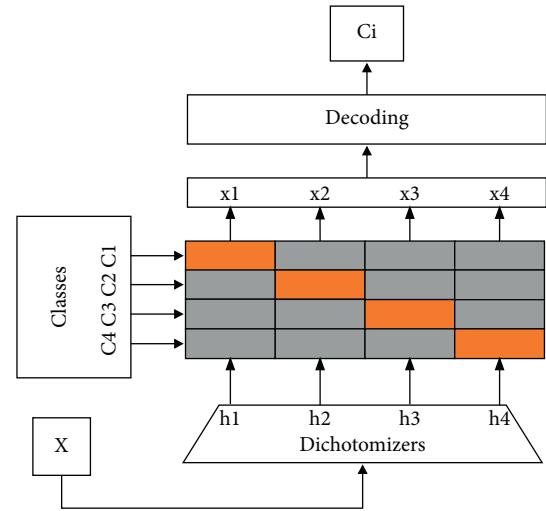 Ci
Decoding
x1 x2 x3 x4
Classes
C4 C3 C2 C1
h1 h2 h3 h4
Dichotomizers
X